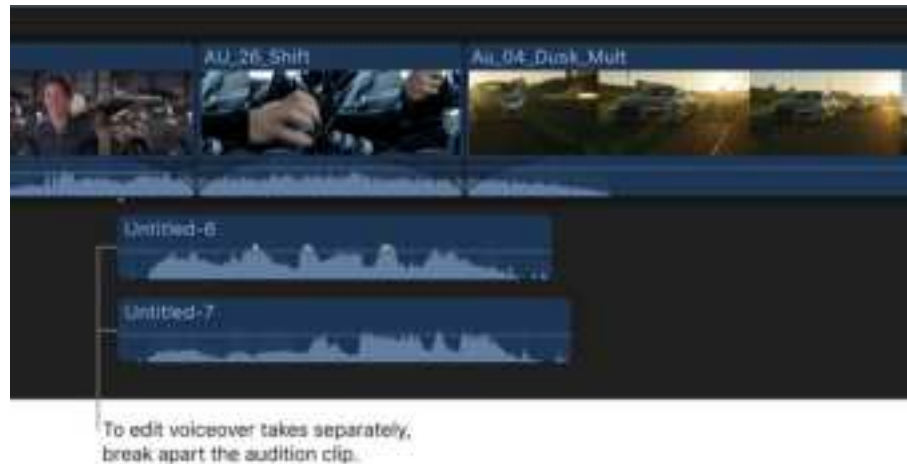 AU_26_Shift
Au_04_Dusk_Mult
Untitled-6
Untitled-7
To edit voiceover takes separately,
break apart the audition clip.